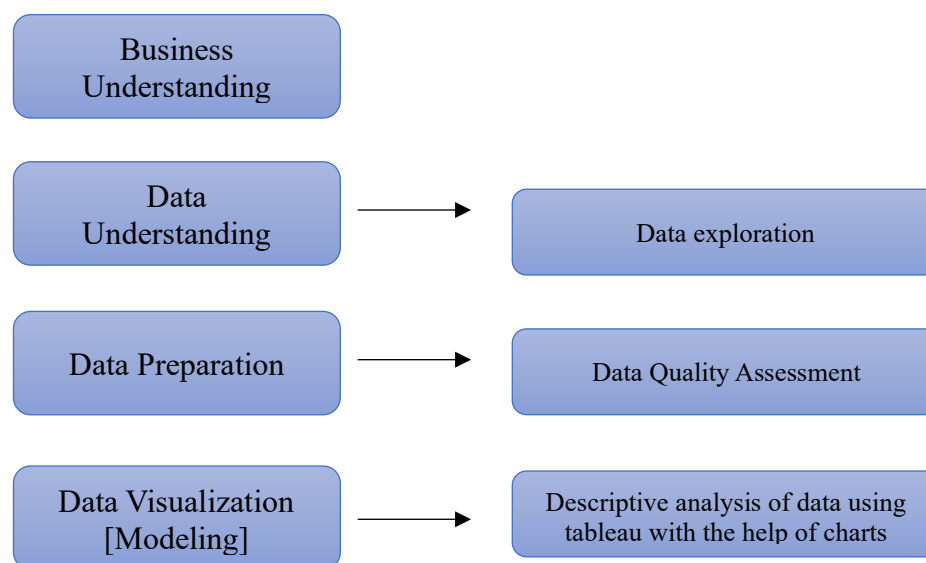 Business
Understanding
Data
Understanding
Data exploration
Data Preparation
Data Quality Assessment
Data Visualization
[Modeling]
Descriptive analysis of data using
tableau with the help of charts